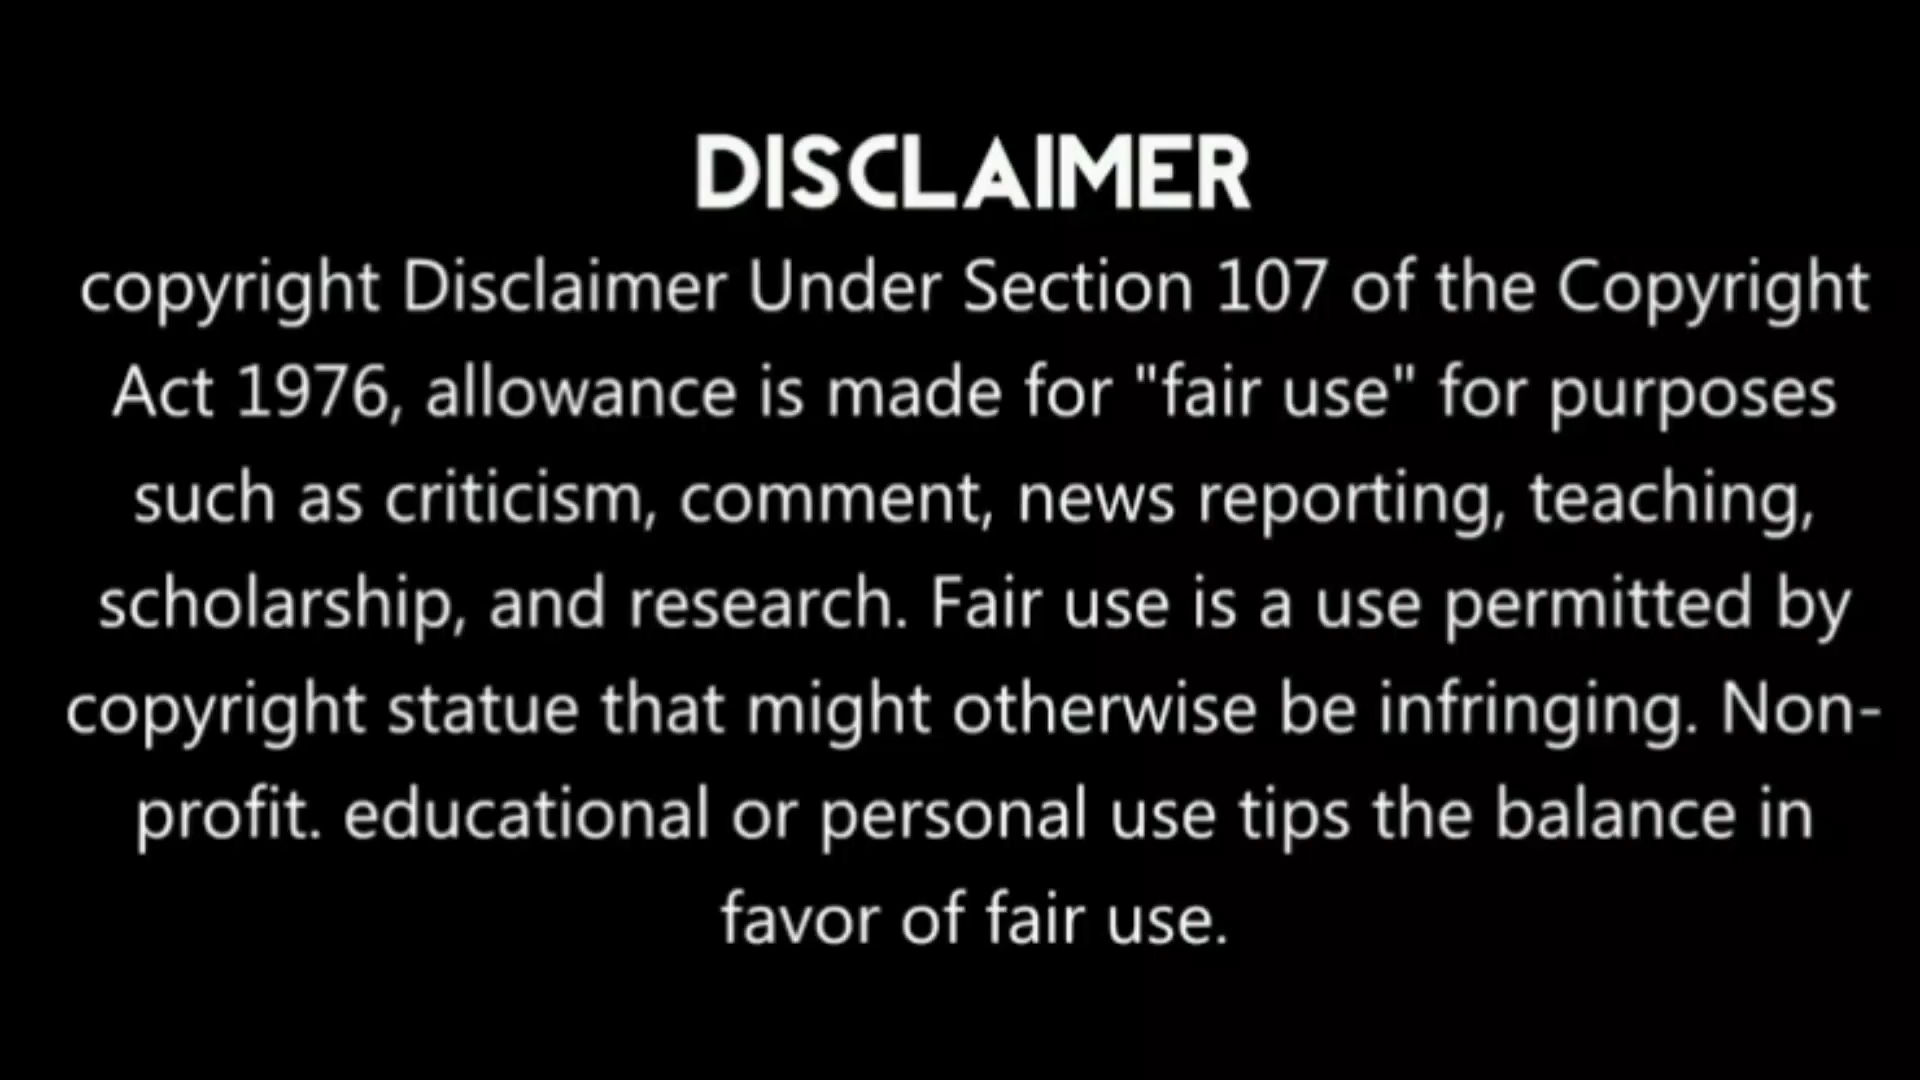 DISCLAIMER
copyright Disclaimer Under Section 107 of the Copyright
Act 1976, allowance is made for "fair use" for purposes
such as criticism, comment, news reporting, teaching,
scholarship, and research. Fair use is a use permitted by
copyright statue that might otherwise be infringing. Non-
profit. educational or personal use tips the balance in
favor of fair use.